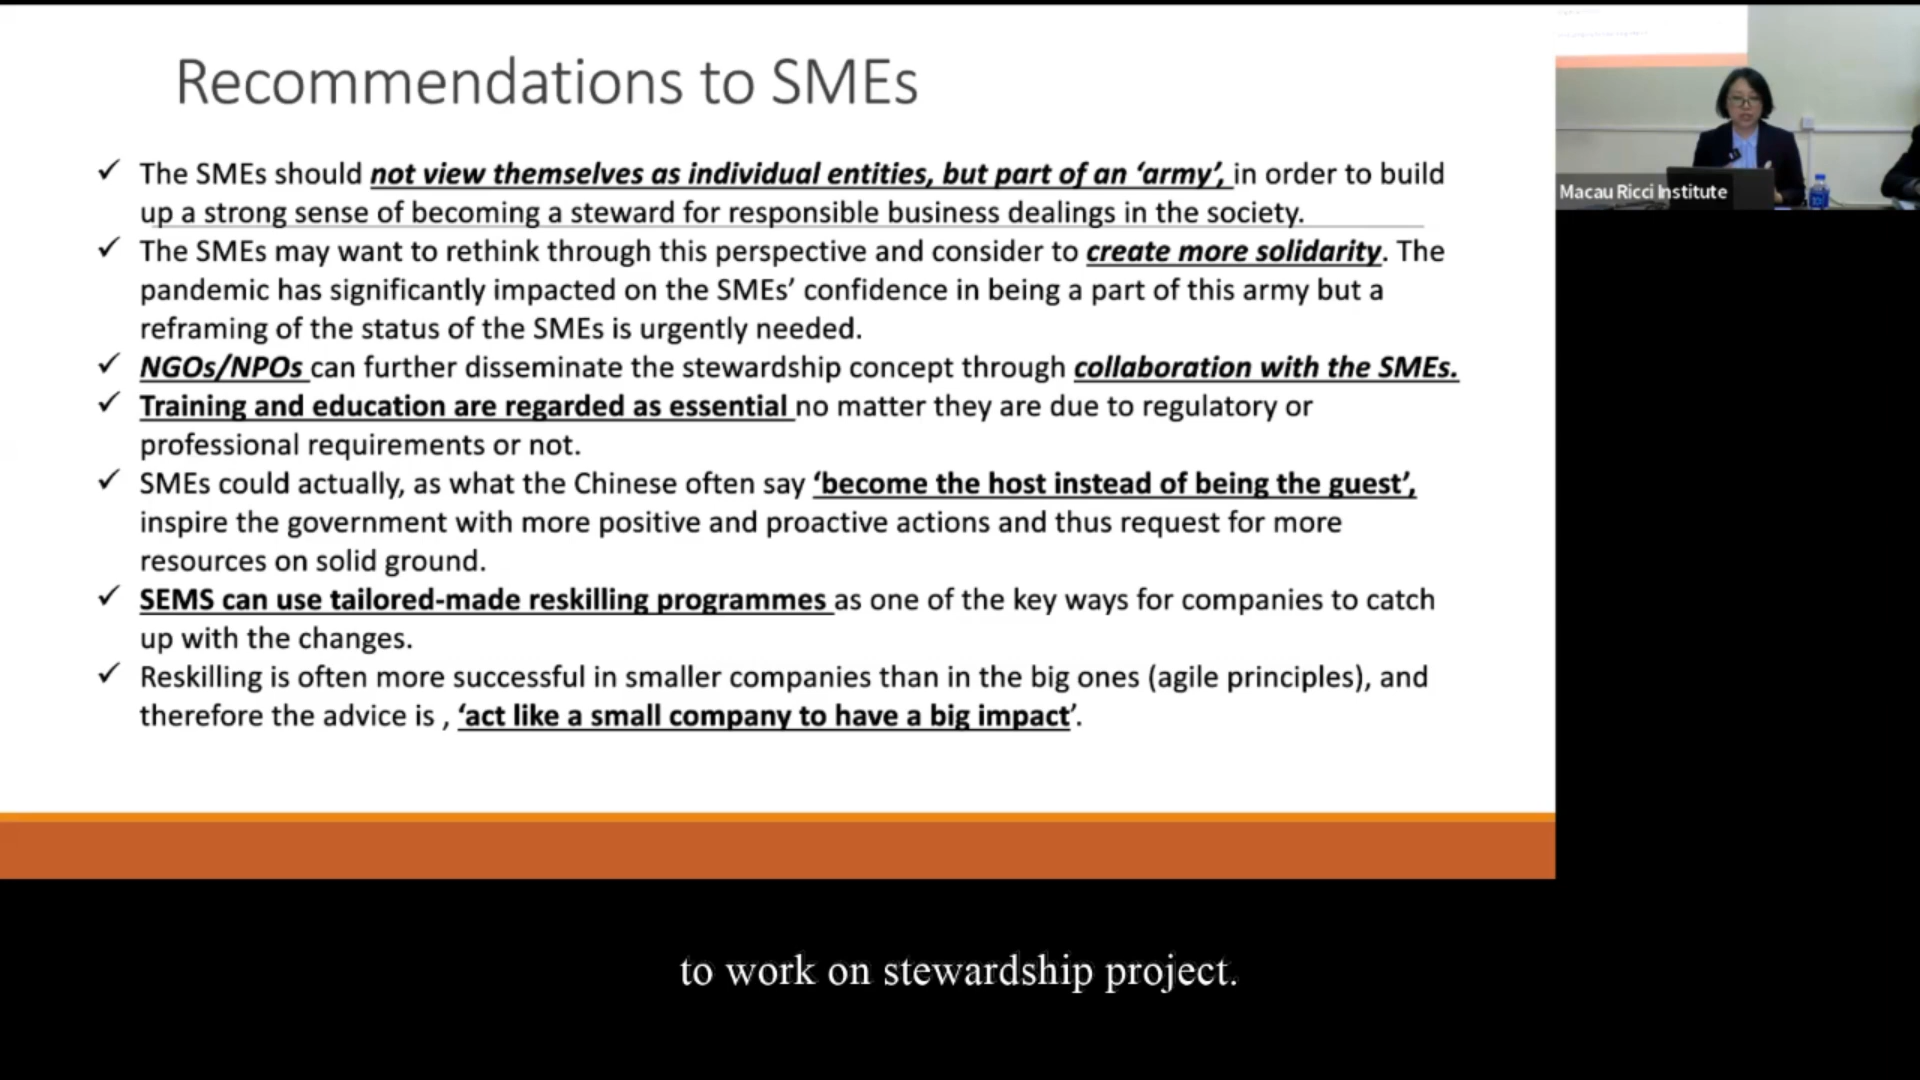 Recommendations to SMEs
✓ The SMEs should not view themselves as individual entities, but part of an ‘army’, in order to build
up a strong sense of becoming a steward for responsible business dealings in the society.
✓ The SMEs may want to rethink through this perspective and consider to create more solidarity. The
pandemic has significantly impacted on the SMEs’ confidence in being a part of this army but a
reframing of the status of the SMEs is urgently needed.
✓ NGOs/NPOs can further disseminate the stewardship concept through collaboration with the SMEs.
✓ Training and education are regarded as essential no matter they are due to regulatory or
professional requirements or not.
✓ SMEs could actually, as what the Chinese often say ‘become the host instead of being the guest’,
inspire the government with more positive and proactive actions and thus request for more
resources on solid ground.
✓ SEMS can use tailored-made reskilling programmes as one of the key ways for companies to catch
up with the changes.
✓ Reskilling is often more successful in smaller companies than in the big ones (agile principles), and
therefore the advice is , ‘act like a small company to have a big impact’.
Macau Ricci Institute
to work on stewardship project.